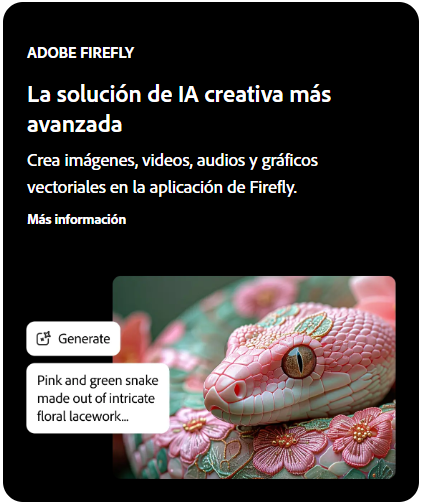 ADOBE FIREFLY
La solución de IA creativa más
avanzada
Crea imágenes, videos, audios y gráficos
vectoriales en la aplicación de Firefly.
Más información
Generate
Pink and green snake
made out of intricate
floral lacework...